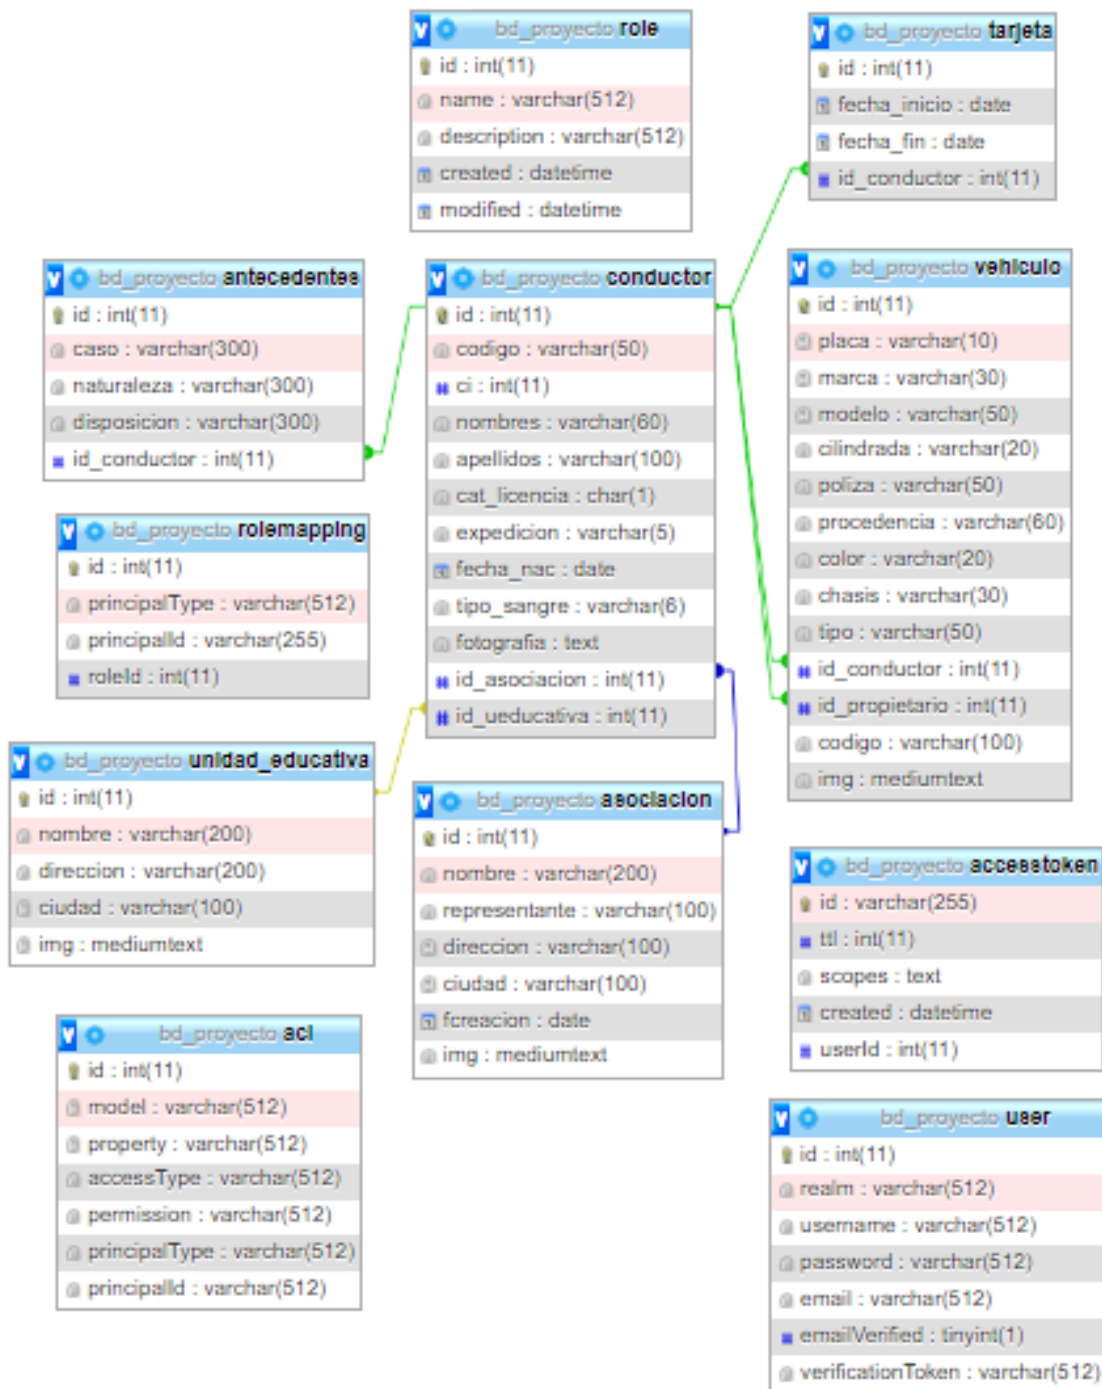 bd_proyecto role
id : int(11)
name : varchar(512)
description : varchar(512)
created : datetime
modified : datetime
bd_proyecto tarjeta
id : int(11)
fecha_inicio : date
fecha_fin : date
id_conductor : int(11)
bd_proyecto antecedentes
id : int(11)
caso : varchar(300)
naturaleza : varchar(300)
disposicion : varchar(300)
id_conductor : int(11)
bd_proyecto conductor
id : int(11)
codigo : varchar(50)
ci : int(11)
nombres : varchar(60)
apellidos : varchar(100)
cat_licencia : char(1)
expedicion : varchar(5)
fecha_nac : date
tipo_sangre : varchar(6)
fotografia : text
id_asociacion : int(11)
id_ueducativa : int(11)
bd_proyecto vehiculo
id : int(11)
placa : varchar(10)
marca : varchar(30)
modelo : varchar(50)
cilindrada : varchar(20)
poliza : varchar(50)
procedencia : varchar(60)
color : varchar(20)
chasis : varchar(30)
tipo : varchar(50)
id_conductor : int(11)
id_propietario : int(11)
codigo : varchar(100)
img : mediumtext
bd_proyecto rolemapping
id : int(11)
principalType : varchar(512)
principalId : varchar(255)
roleId : int(11)
bd_proyecto unidad_educativa
id : int(11)
nombre : varchar(200)
direccion : varchar(200)
ciudad : varchar(100)
img : mediumtext
bd_proyecto asociacion
id : int(11)
nombre : varchar(200)
representante : varchar(100)
direccion : varchar(100)
ciudad : varchar(100)
fcreacion : date
img : mediumtext
bd_proyecto accesstoken
id : varchar(255)
ttl : int(11)
scopes : text
created : datetime
userId : int(11)
bd_proyecto acl
id : int(11)
model : varchar(512)
property : varchar(512)
accessType : varchar(512)
permission : varchar(512)
principalType : varchar(512)
principalId : varchar(512)
bd_proyecto user
id : int(11)
realm : varchar(512)
username : varchar(512)
password : varchar(512)
email : varchar(512)
emailVerified : tinyint(1)
verificationToken : varchar(512)